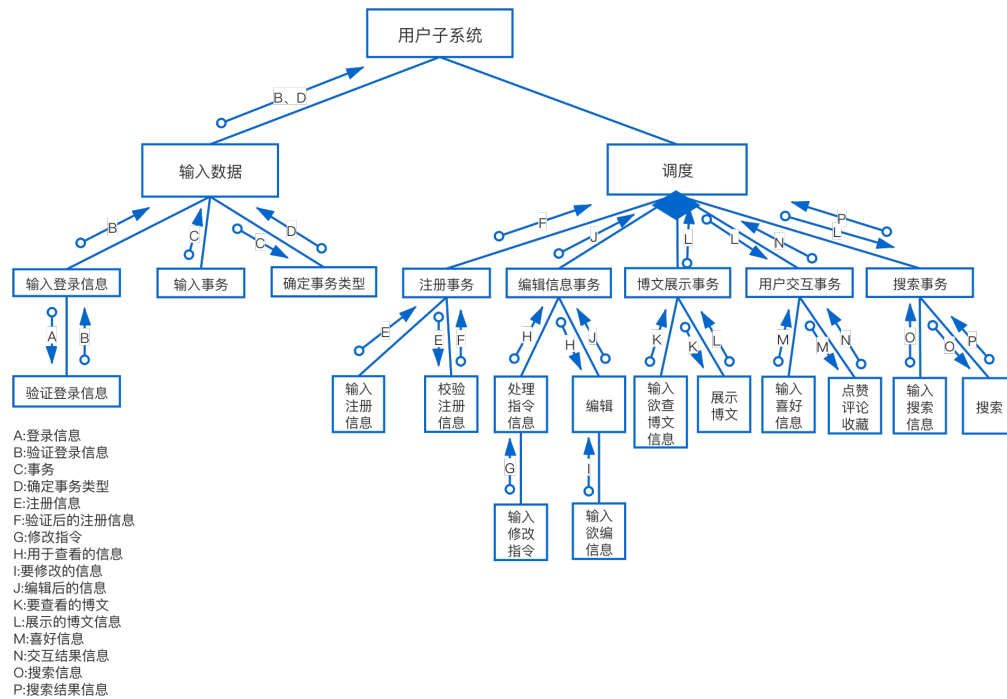 用户子系统
B、D
输入数据
调度
B
C
C
D
F
J
L
L
N
P
L
输入登录信息
输入事务
确定事务类型
注册事务
编辑信息事务
博文展示事务
用户交互事务
搜索事务
A
B
E
E
F
H
H
J
K
K
L
M
M
N
O
O
P
验证登录信息
输入
注册
信息
校验
注册
信息
处理
指令
信息
编辑
输入
欲查
博文
信息
展示
博文
输入
喜好
信息
点赞
评论
收藏
输入
搜索
信息
搜索
G
I
输入
修改
指令
输入
欲编
信息
A:登录信息
B:验证登录信息
C:事务
D:确定事务类型
E:注册信息
F:验证后的注册信息
G:修改指令
H:用于查看的信息
I:要修改的信息
J:编辑后的信息
K:要查看的博文
L:展示的博文信息
M:喜好信息
N:交互结果信息
O:搜索信息
P:搜索结果信息